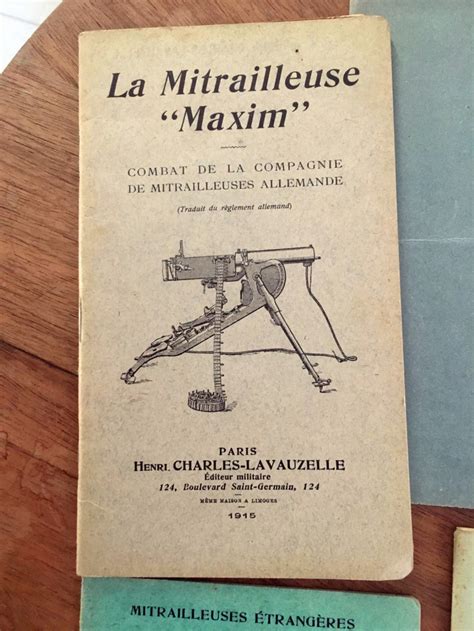 La Mitrailleuse
"Maxim"
COMBAT DE LA COMPAGNIE
DE MITRAILLEUSES ALLEMANDE
(Traduit du règlement allemand)
PARIS
HENRI CHARLES-LAVAUZELLE
Éditeur militaire
124, Boulevard Saint-Germain, 124
MÊME MAISON A LIMOGES
1915
MITRAILLEUSES ÉTRANGÈRES